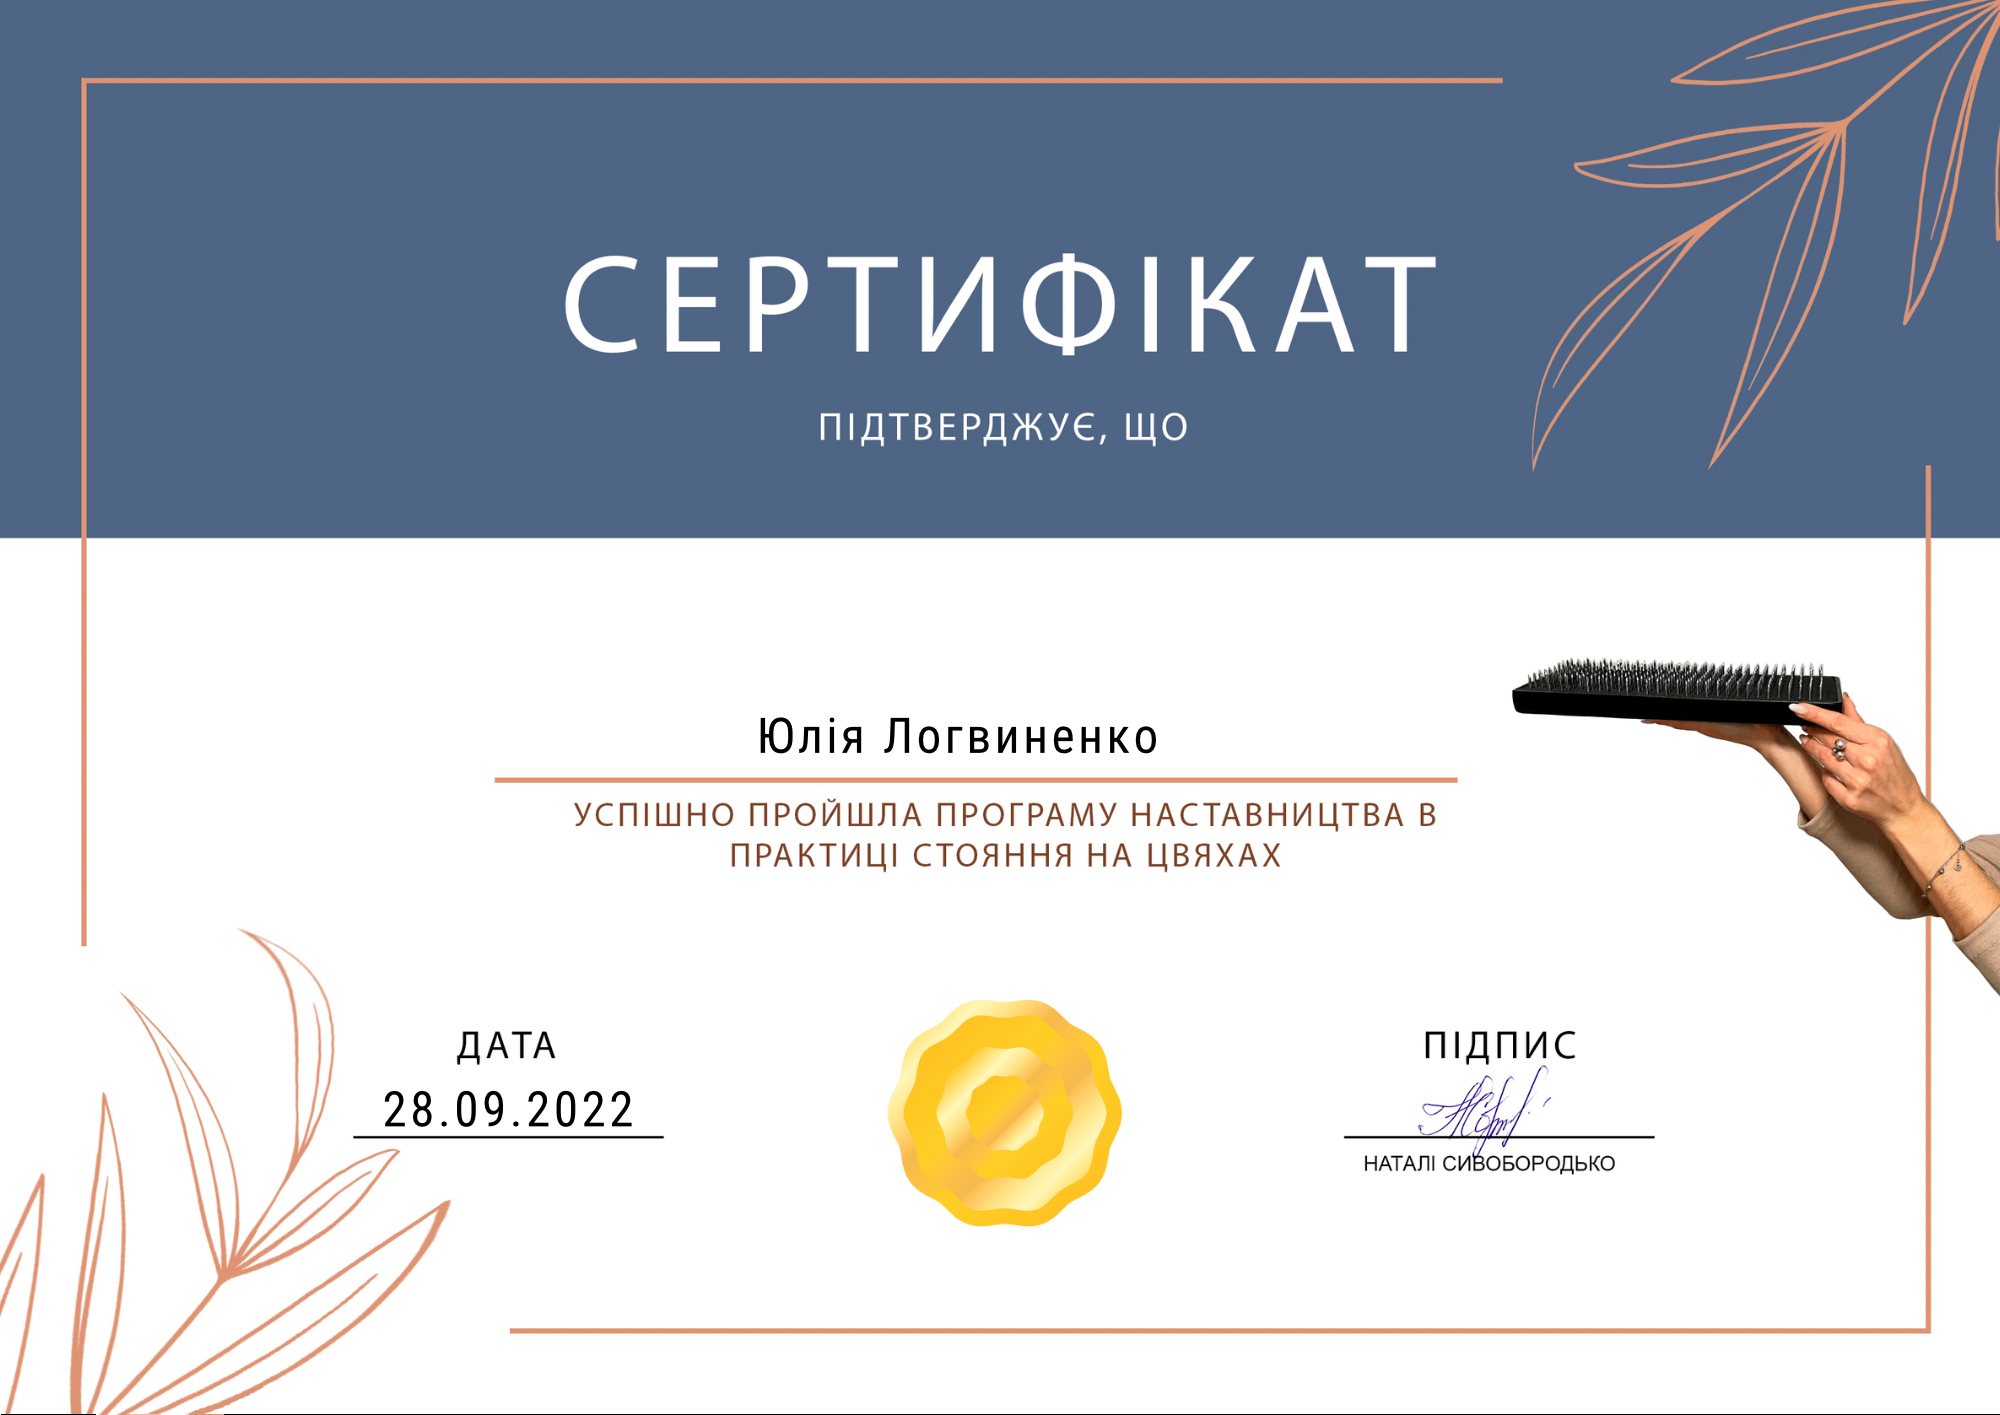 СЕРТИФІКАТ
ПІДТВЕРДЖУЄ, ЩО
Юлія Логвиненко
УСПІШНО ПРОЙШЛА ПРОГРАМУ НАСТАВНИЦТВА В
ПРАКТИЦІ СТОЯННЯ НА ЦВЯХАХ
ДАТА
28.09.2022
ПІДПИС
НАТАЛІ СИВОБОРОДЬКО